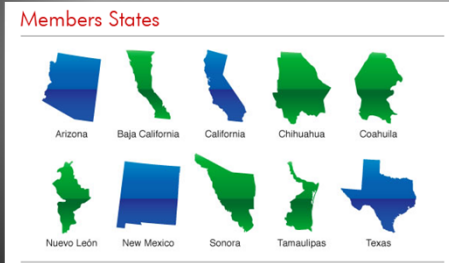 Members States
Arizona Baja California California Chihuahua Coahuila
Nuevo León New Mexico Sonora Tamaulipas Texas